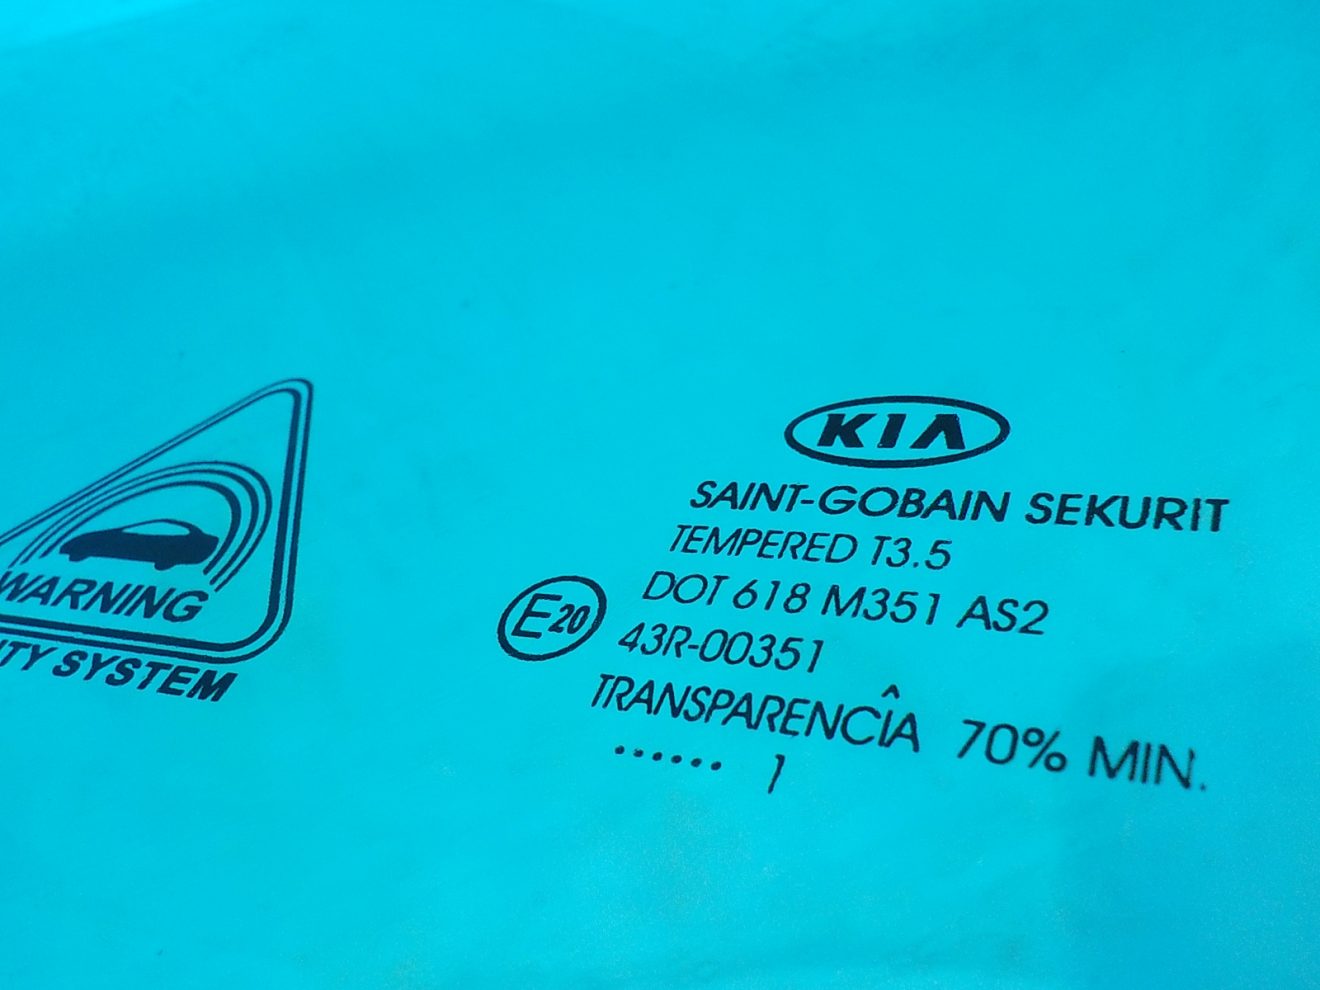 KIA
SAINT-GOBAIN SEKURIT
TEMPERED T3.5
DOT 618 M351 AS2
E20
43R-00351
TRANSPARENCÎA 70% MIN.
...... 1
WARNING
ITY SYSTEM